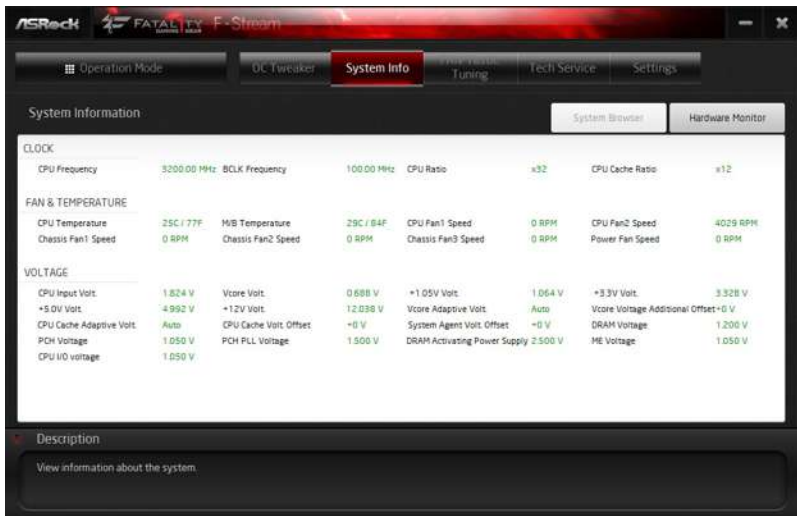 ASRock FATAL1TY GAMING GEAR F-Stream
Operation Mode OC Tweaker System Info Tuning Tech Service Settings
System Information System Browser Hardware Monitor
CLOCK
CPU Frequency 3200.00 MHz BCLK Frequency 100.00 MHz CPU Ratio x32 CPU Cache Ratio x12
FAN & TEMPERATURE
CPU Temperature 25C / 77F M/B Temperature 29C / 84F CPU Fan1 Speed 0 RPM CPU Fan2 Speed 4029 RPM
Chassis Fan1 Speed 0 RPM Chassis Fan2 Speed 0 RPM Chassis Fan3 Speed 0 RPM Power Fan Speed 0 RPM
VOLTAGE
CPU Input Volt. 1.824 V Vcore Volt. 0.688 V +1.05V Volt. 1.064 V +3.3V Volt. 3.328 V
+5.0V Volt. 4.992 V +12V Volt. 12.038 V Vcore Adaptive Volt. Auto Vcore Voltage Additional Offset +0 V
CPU Cache Adaptive Volt. Auto CPU Cache Volt. Offset +0 V System Agent Volt. Offset +0 V DRAM Voltage 1.200 V
PCH Voltage 1.050 V PCH PLL Voltage 1.500 V DRAM Activating Power Supply 2.500 V ME Voltage 1.050 V
CPU I/O voltage 1.050 V
Description
View information about the system.